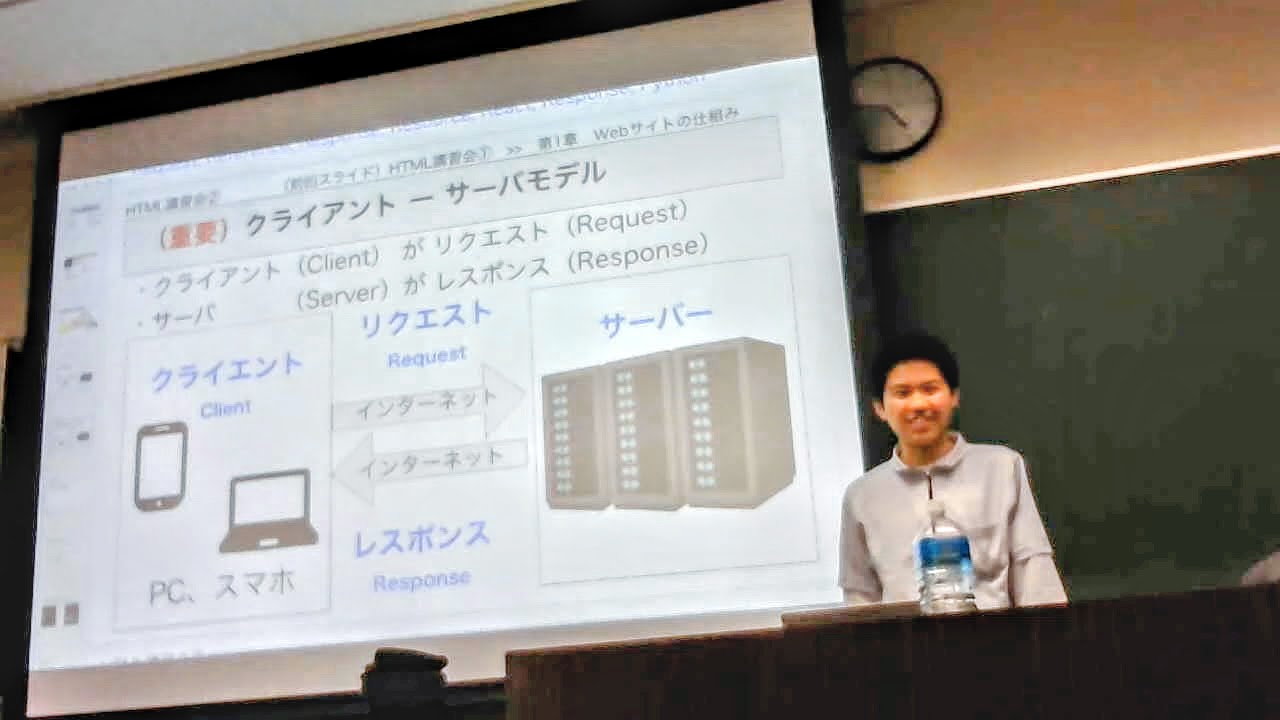 Resource, React, Response, Python
HTML講習会②
(前回スライド) HTML講習会① >> 第1章 Webサイトの仕組み
(重要) クライアント ー サーバモデル
・クライアント (Client) が リクエスト (Request)
・サーバ (Server) が レスポンス (Response)
クライエント
Client
PC、スマホ
リクエスト
Request
インターネット
インターネット
レスポンス
Response
サーバー